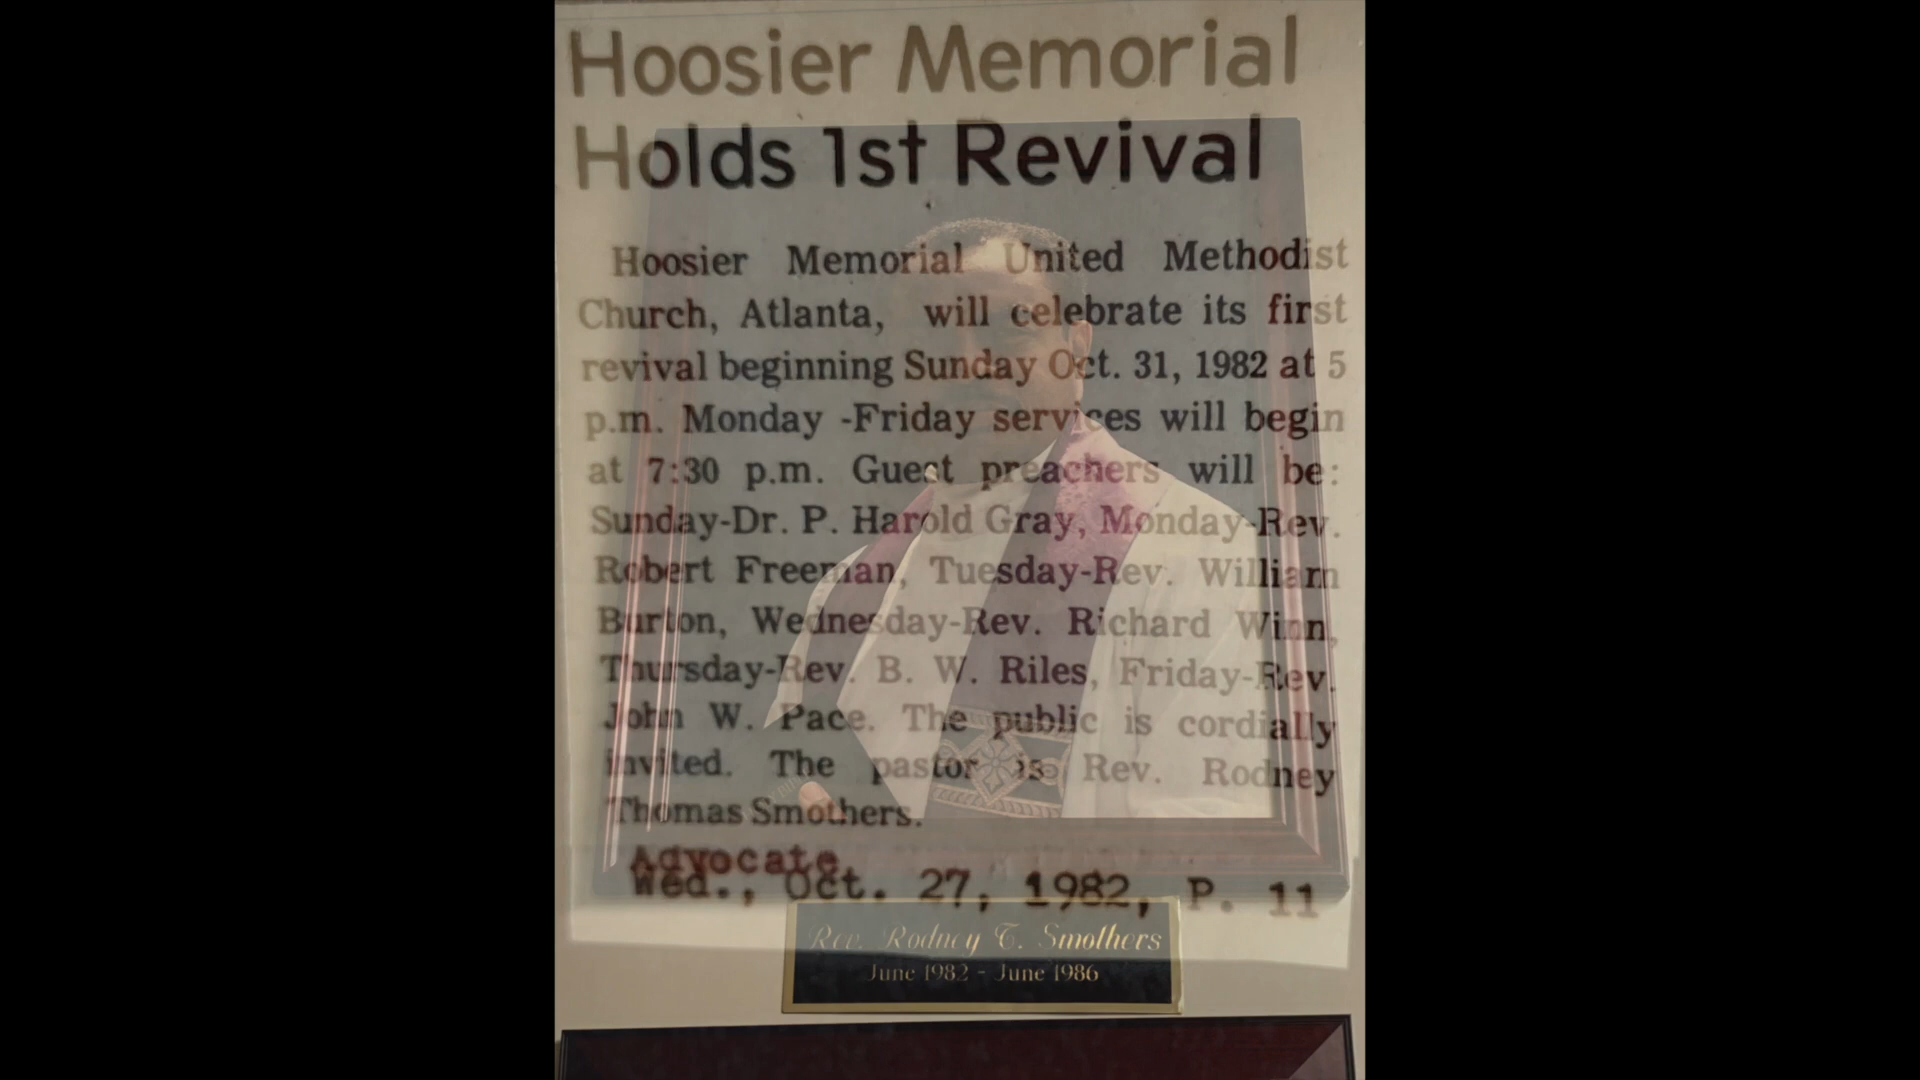 Hoosier Memorial
Holds 1st Revival
Hoosier Memorial United Methodist
Church, Atlanta, will celebrate its first
revival beginning Sunday Oct. 31, 1982 at 5
p.m. Monday -Friday services will begin
at 7:30 p.m. Guest preachers will be:
Sunday-Dr. P. Harold Gray, Monday-Rev.
Robert Freeman, Tuesday-Rev. William
Burton, Wednesday-Rev. Richard Winn,
Thursday-Rev. B. W. Riles, Friday-Rev.
John W. Pace. The public is cordially
invited. The pastor is Rev. Rodney
Thomas Smothers.
Advocate
Wed., Oct. 27, 1982, P. 11
Rev. Rodney T. Smothers
June 1982 - June 1986